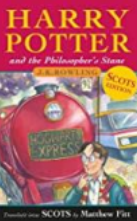 HARRY
POTTER
and the Philosopher's Stane
J.K. ROWLING
SCOTS
EDITION
HOGWARTS
EXPRESS
Translatit intae SCOTS by Matthew Fitt